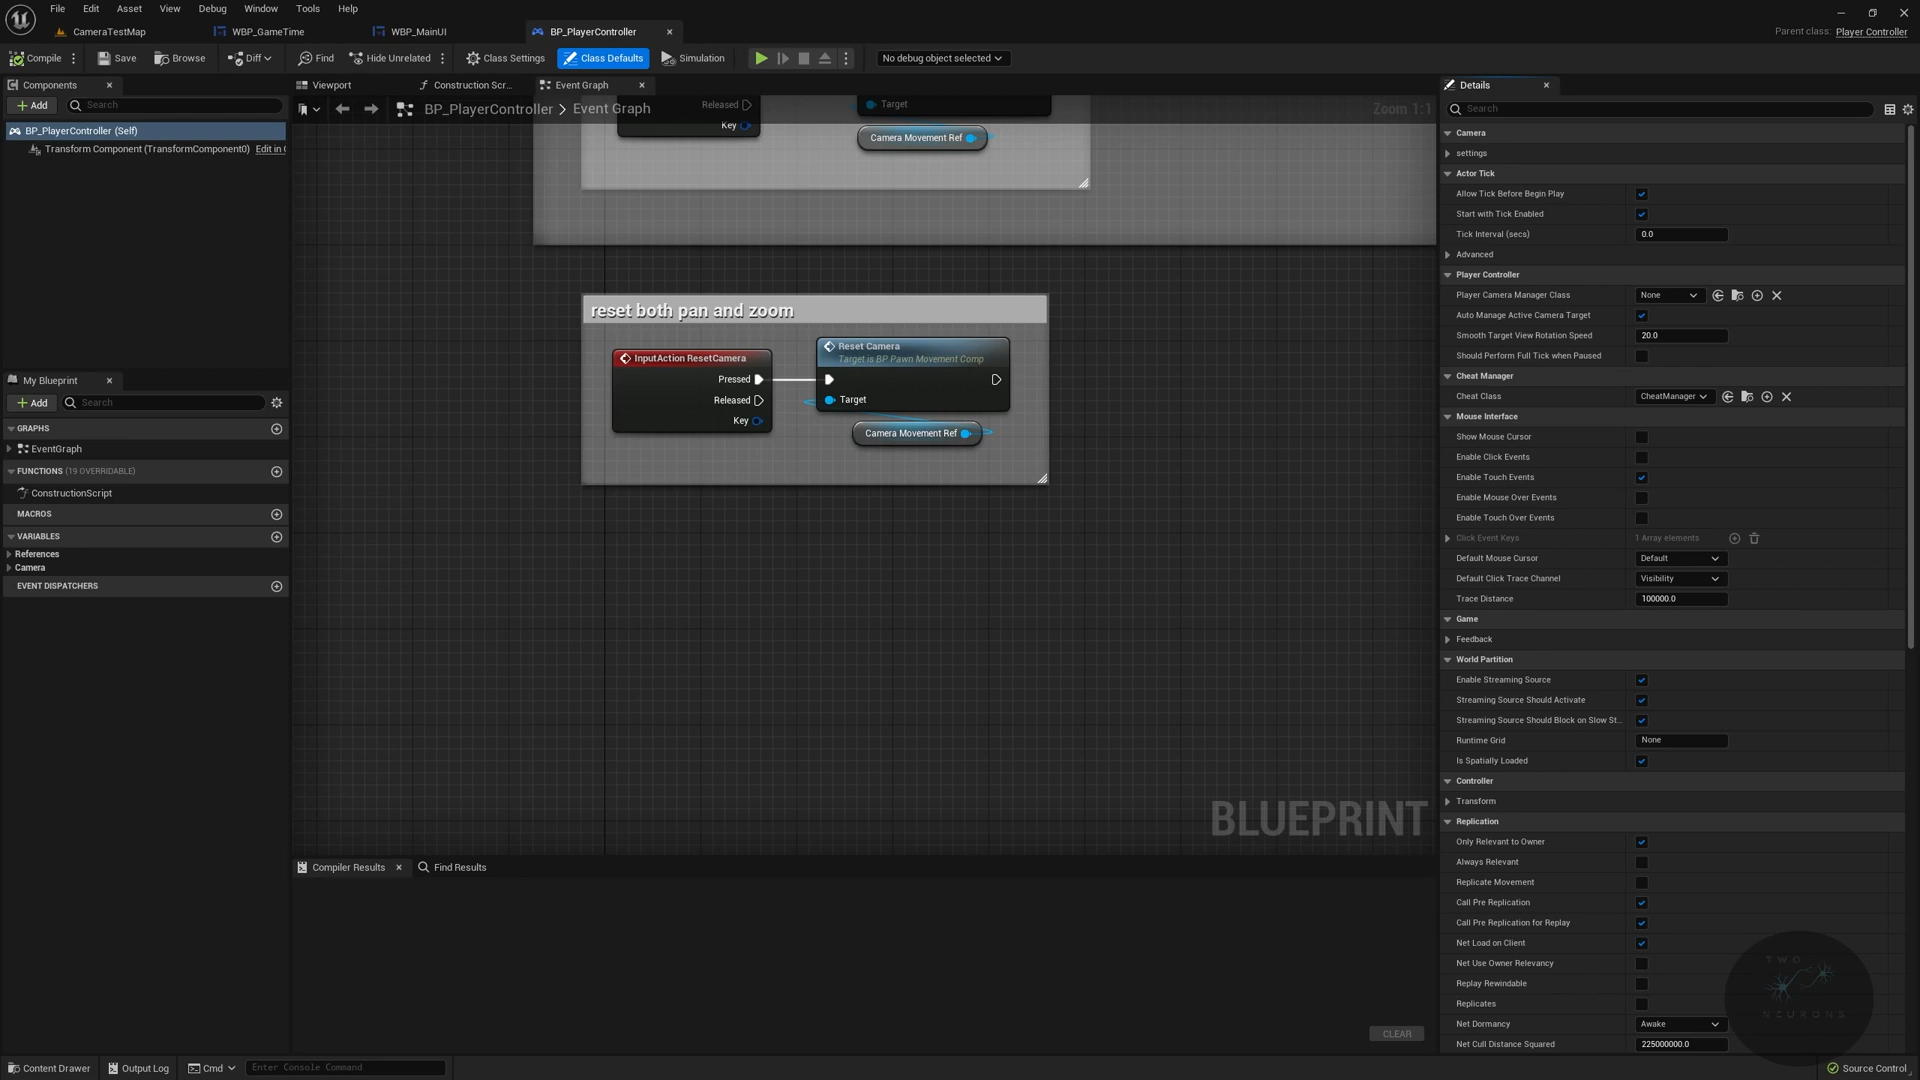 File Edit Asset View Debug Window Tools Help
CameraTestMap WBP_GameTime WBP_MainUI BP_PlayerController
Parent class: Player Controller
Compile Save Browse Diff Find Hide Unrelated Class Settings Class Defaults Simulation No debug object selected
Components
Add Search
BP_PlayerController (Self)
Transform Component (TransformComponent0) Edit in C
My Blueprint
Add Search
GRAPHS
EventGraph
FUNCTIONS (19 OVERRIDABLE)
ConstructionScript
MACROS
VARIABLES
References
Camera
EVENT DISPATCHERS
Viewport Construction Scr... Event Graph
BP_PlayerController > Event Graph
Zoom 1:1
Released
Key
Target
Camera Movement Ref
reset both pan and zoom
InputAction ResetCamera
Pressed
Released
Key
Reset Camera
Target is BP Pawn Movement Comp
Target
Camera Movement Ref
BLUEPRINT
Compiler Results Find Results
CLEAR
Details
Search
Camera
settings
Actor Tick
Allow Tick Before Begin Play
Start with Tick Enabled
Tick Interval (secs) 0.0
Advanced
Player Controller
Player Camera Manager Class None
Auto Manage Active Camera Target
Smooth Target View Rotation Speed 20.0
Should Perform Full Tick when Paused
Cheat Manager
Cheat Class CheatManager
Mouse Interface
Show Mouse Cursor
Enable Click Events
Enable Touch Events
Enable Mouse Over Events
Enable Touch Over Events
Click Event Keys 1 Array elements
Default Mouse Cursor Default
Default Click Trace Channel Visibility
Trace Distance 100000.0
Game
Feedback
World Partition
Enable Streaming Source
Streaming Source Should Activate
Streaming Source Should Block on Slow St...
Runtime Grid None
Is Spatially Loaded
Controller
Transform
Replication
Only Relevant to Owner
Always Relevant
Replicate Movement
Call Pre Replication
Call Pre Replication for Replay
Net Load on Client
Net Use Owner Relevancy
Replay Rewindable
Replicates
Net Dormancy Awake
Net Cull Distance Squared 225000000.0
TWO
NEURONS
Content Drawer Output Log Cmd Enter Console Command Source Control